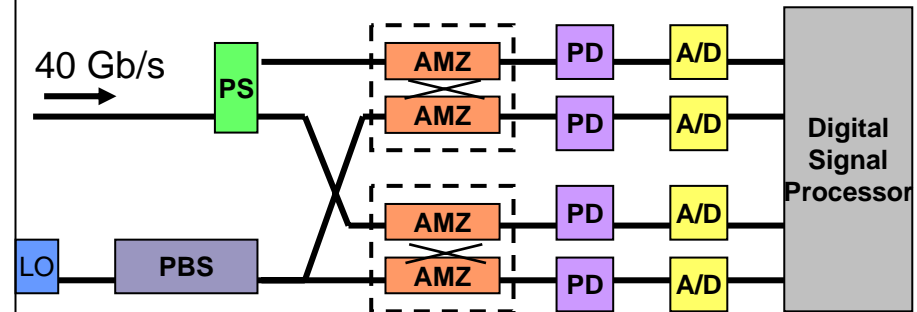 40 Gb/s
PS
AMZ PD A/D
AMZ PD A/D
Digital
Signal
Processor
AMZ PD A/D
LO PBS AMZ PD A/D